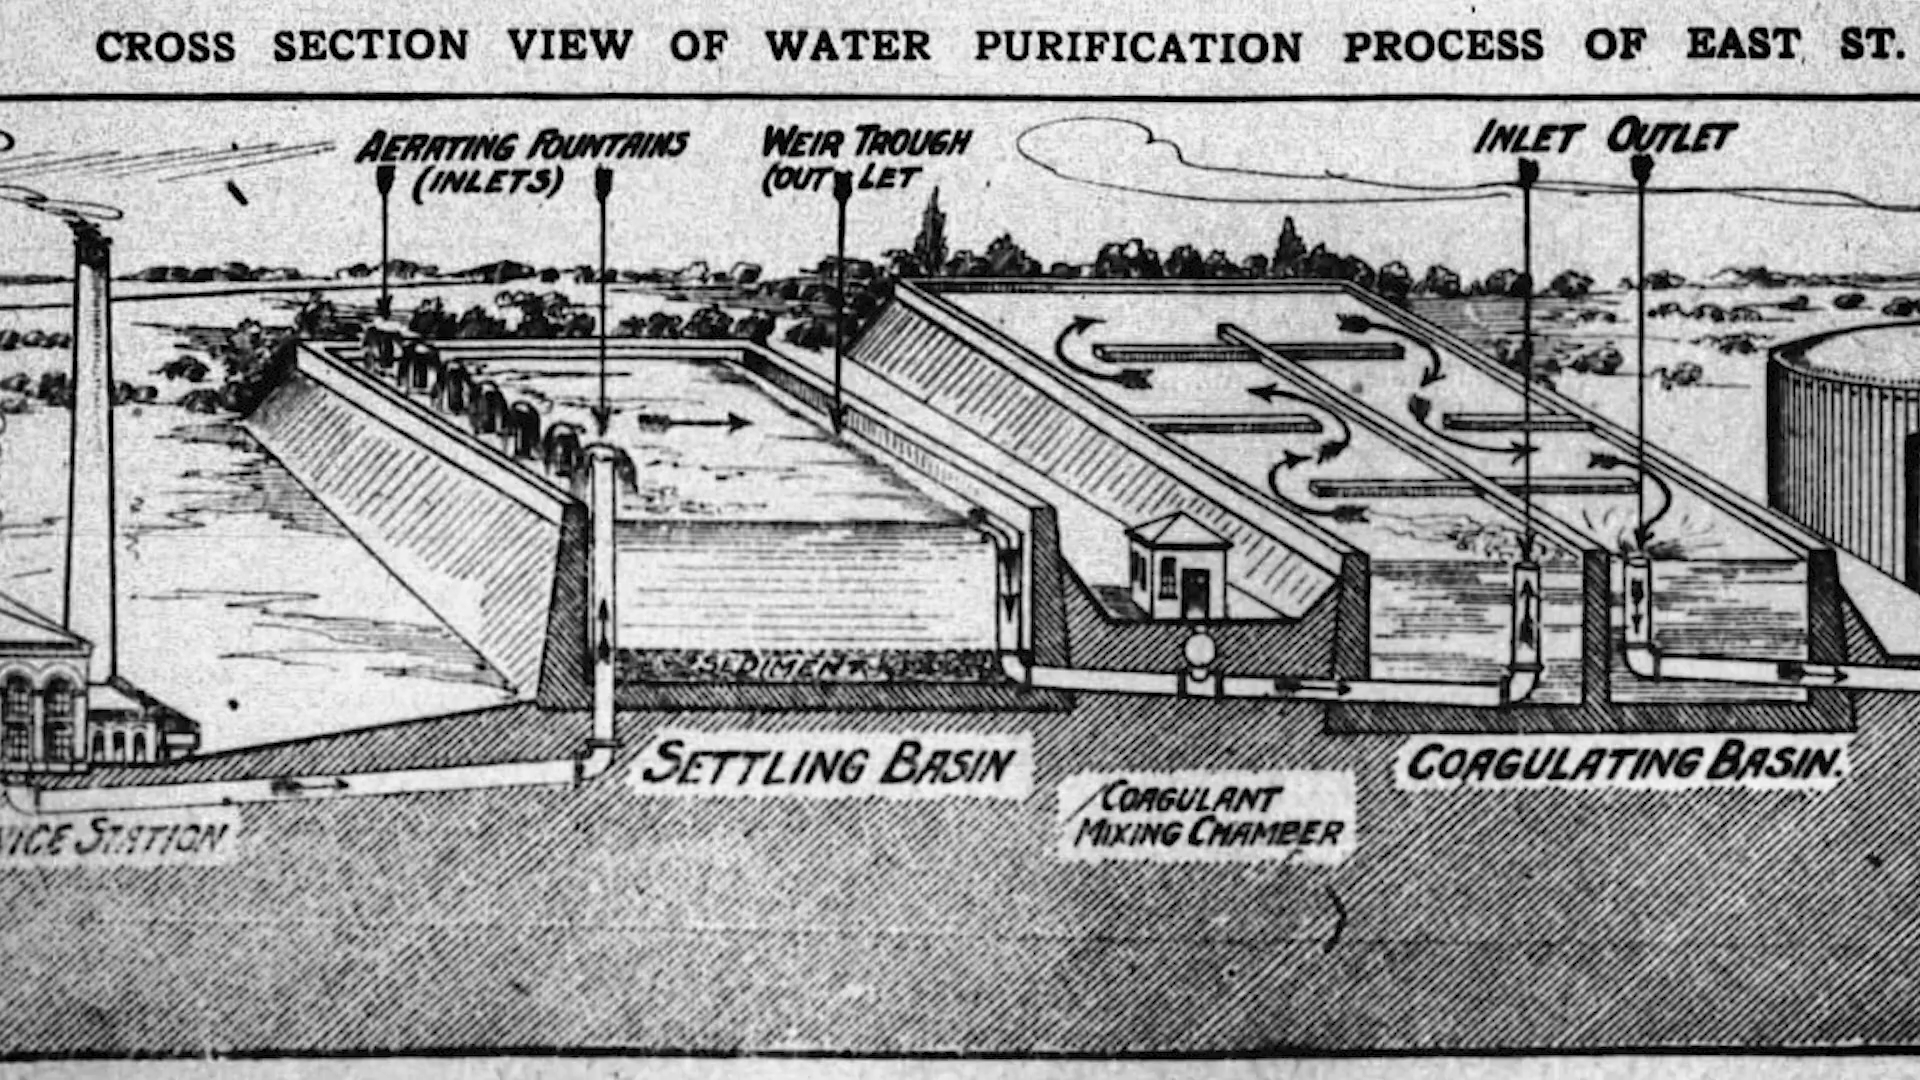 CROSS SECTION VIEW OF WATER PURIFICATION PROCESS OF EAST ST.
AERATING FOUNTAINS
(INLETS)
WEIR TROUGH
(OUT LET
INLET OUTLET
SEDIMENT
SETTLING BASIN
COAGULANT
MIXING CHAMBER
COAGULATING BASIN.
VICE STATION